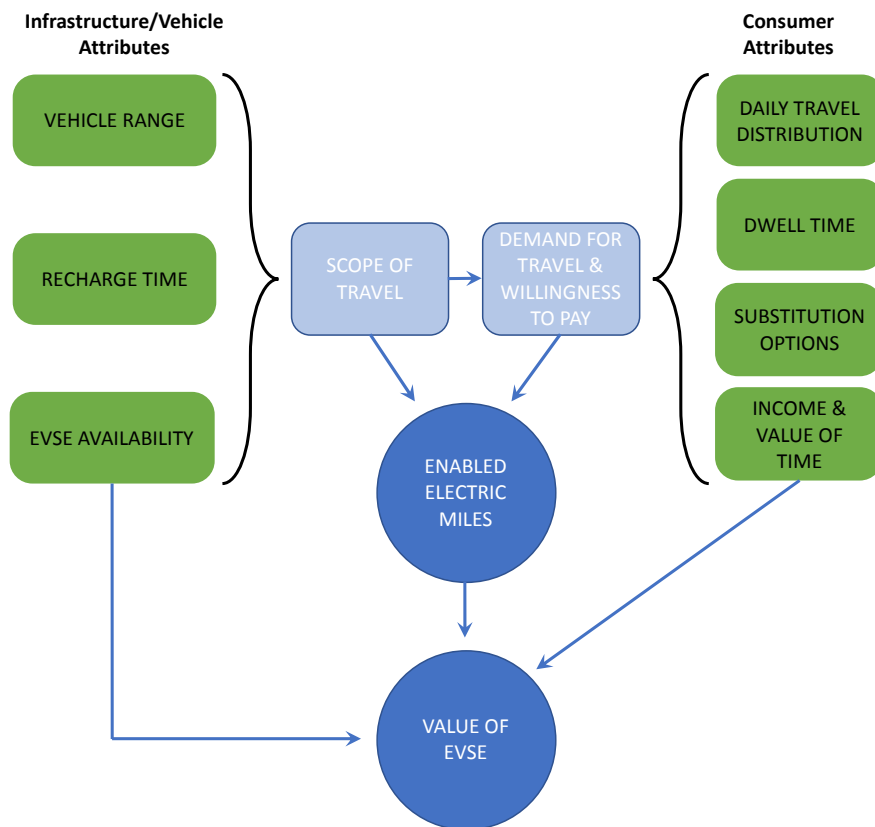 Infrastructure/Vehicle
Attributes
Consumer
Attributes
VEHICLE RANGE
RECHARGE TIME
EVSE AVAILABILITY
SCOPE OF
TRAVEL
DEMAND FOR
TRAVEL &
WILLINGNESS
TO PAY
DAILY TRAVEL
DISTRIBUTION
DWELL TIME
SUBSTITUTION
OPTIONS
INCOME &
VALUE OF
TIME
ENABLED
ELECTRIC
MILES
VALUE OF
EVSE